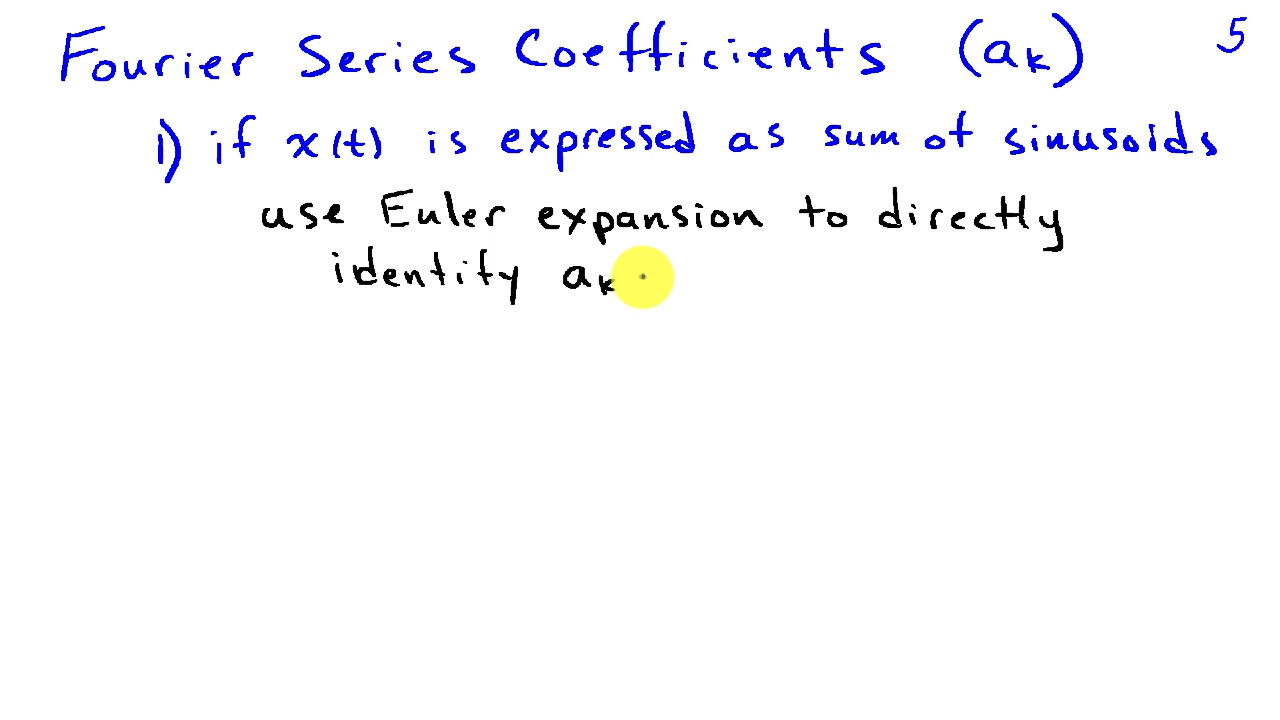 Fourier Series Coefficients (aₖ) 5
1) if x(t) is expressed as sum of sinusoids
use Euler expansion to directly
identify aₖ